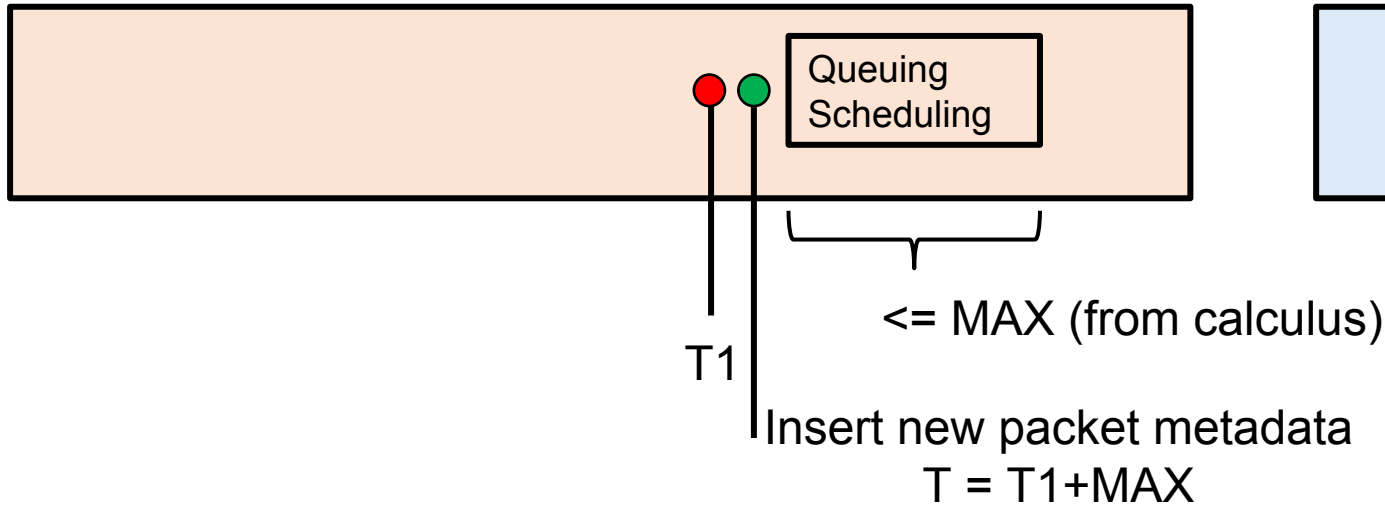 Queuing
Scheduling
<= MAX (from calculus)
T1
Insert new packet metadata
T = T1+MAX